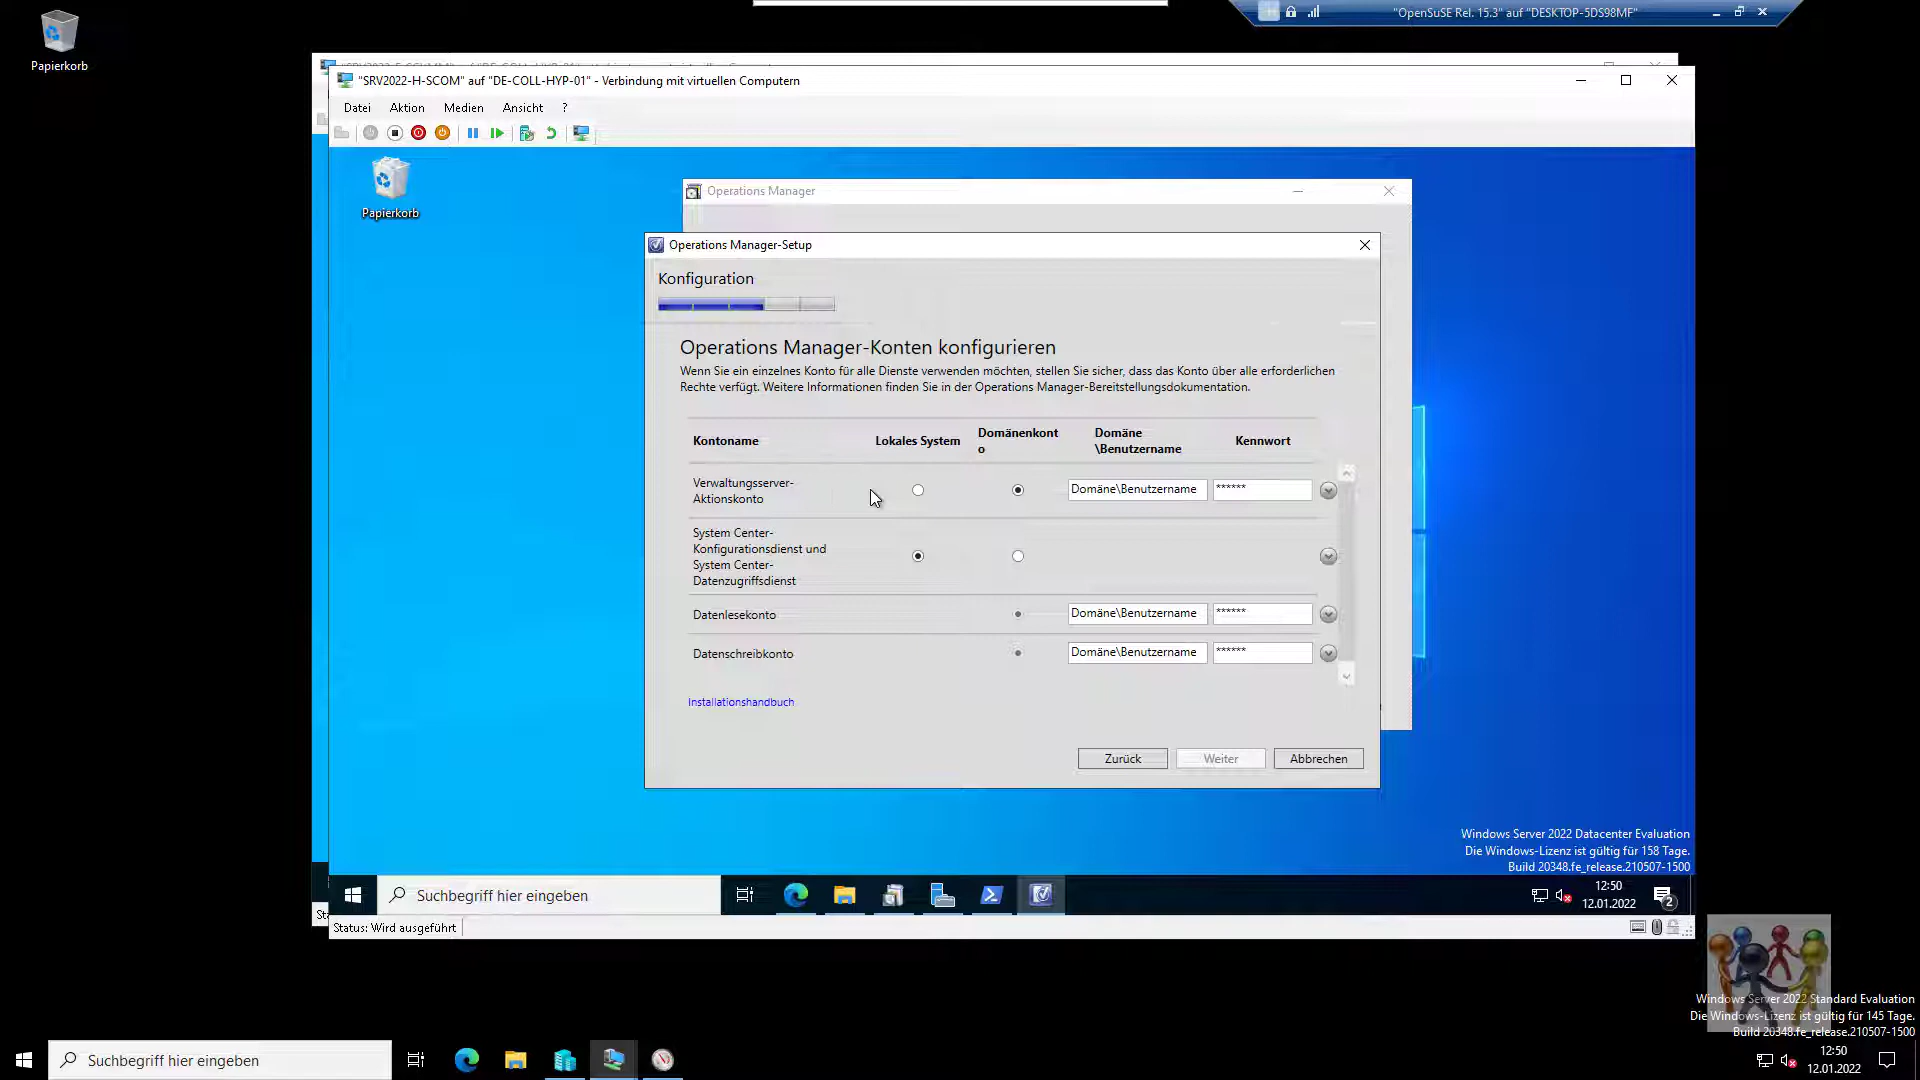 Papierkorb
"OpenSuSE Rel. 15.3" auf "DESKTOP-5DS98MF"
"SRV2022-H-SCOM" auf "DE-COLL-HYP-01" - Verbindung mit virtuellen Computern
Datei Aktion Medien Ansicht ?
Papierkorb
Operations Manager
Operations Manager-Setup
Konfiguration
Operations Manager-Konten konfigurieren
Wenn Sie ein einzelnes Konto für alle Dienste verwenden möchten, stellen Sie sicher, dass das Konto über alle erforderlichen
Rechte verfügt. Weitere Informationen finden Sie in der Operations Manager-Bereitstellungsdokumentation.
Kontoname Lokales System Domänenkont
o Domäne
\Benutzername Kennwort
Verwaltungsserver-
Aktionskonto Domäne\Benutzername ******
System Center-
Konfigurationsdienst und
System Center-
Datenzugriffsdienst
Datenlesekonto Domäne\Benutzername ******
Datenschreibkonto Domäne\Benutzername ******
Installationshandbuch
Zurück Weiter Abbrechen
Windows Server 2022 Datacenter Evaluation
Die Windows-Lizenz ist gültig für 158 Tage.
Build 20348.fe_release.210507-1500
Suchbegriff hier eingeben
12:50
12.01.2022
2
St
Status: Wird ausgeführt
Windows Server 2022 Standard Evaluation
Die Windows-Lizenz ist gültig für 145 Tage.
Build 20348.fe_release.210507-1500
Suchbegriff hier eingeben
12:50
12.01.2022